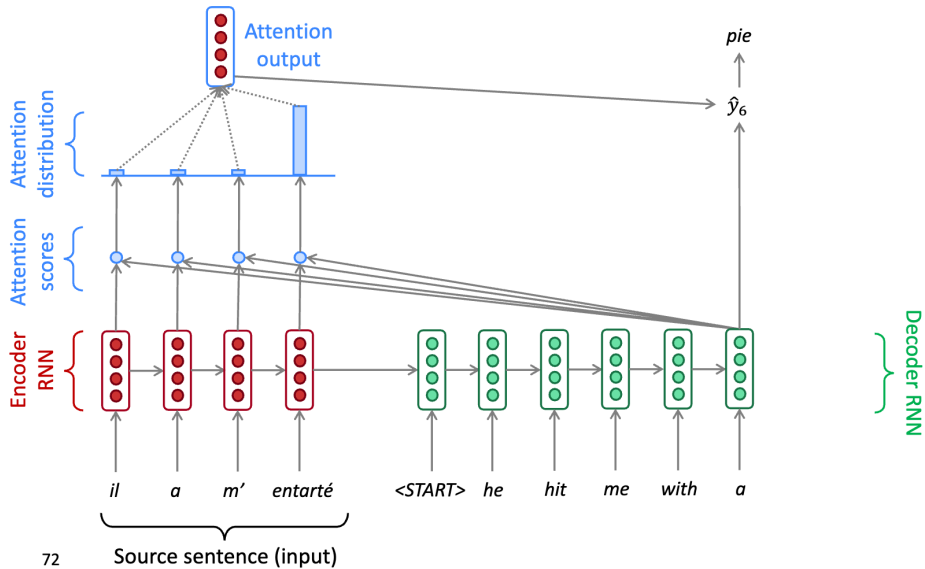 Attention
output
pie
ŷ₆
Attention
distribution
Attention
scores
Encoder
RNN
Decoder RNN
il a m’ entarté <START> he hit me with a
Source sentence (input)
72